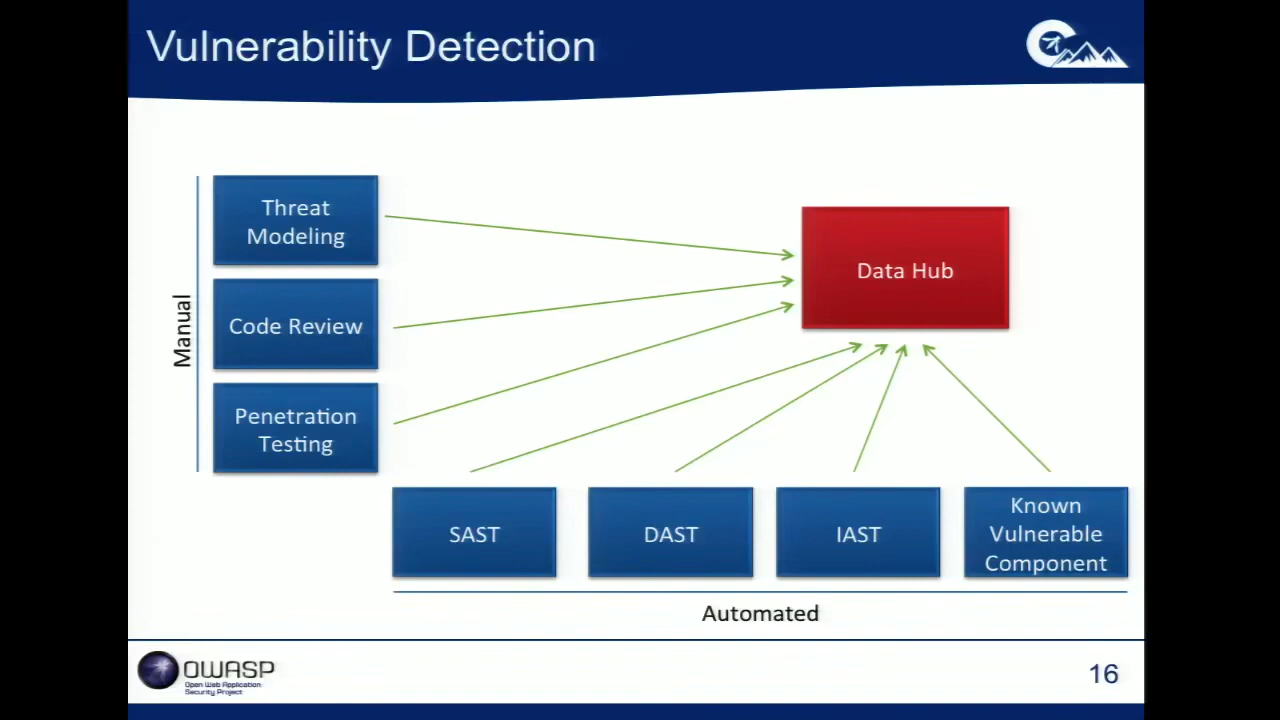 Vulnerability Detection
Threat
Modeling
Data Hub
Manual
Code Review
Penetration
Testing
SAST
DAST
IAST
Known
Vulnerable
Component
Automated
OWASP
Open Web Application
Security Project
16